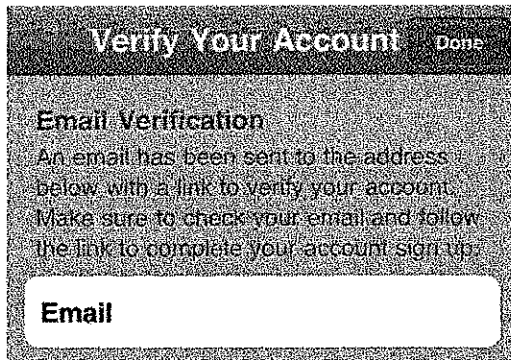 Verify Your Account Done
Email Verification
An email has been sent to the address
below with a link to verify your account.
Make sure to check your email and follow
the link to complete your account sign up.
Email